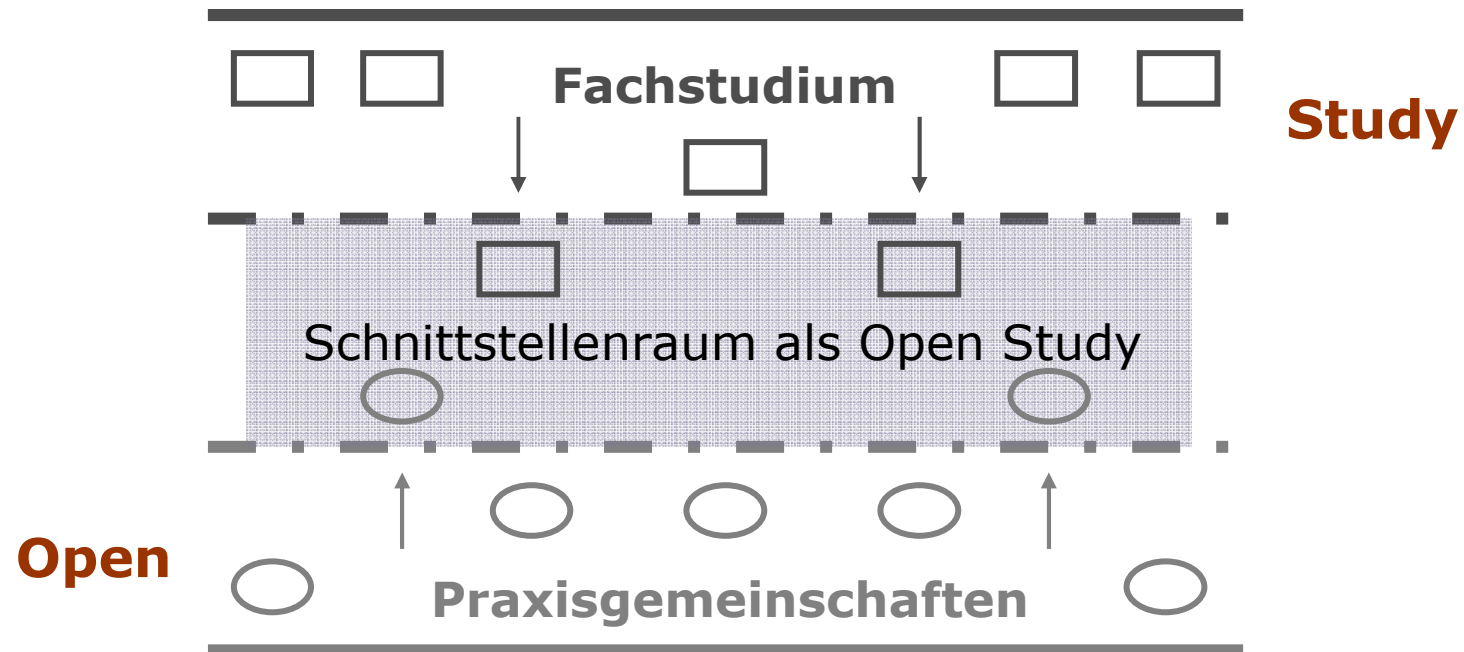 Fachstudium
Study
Schnittstellenraum als Open Study
Open
Praxisgemeinschaften